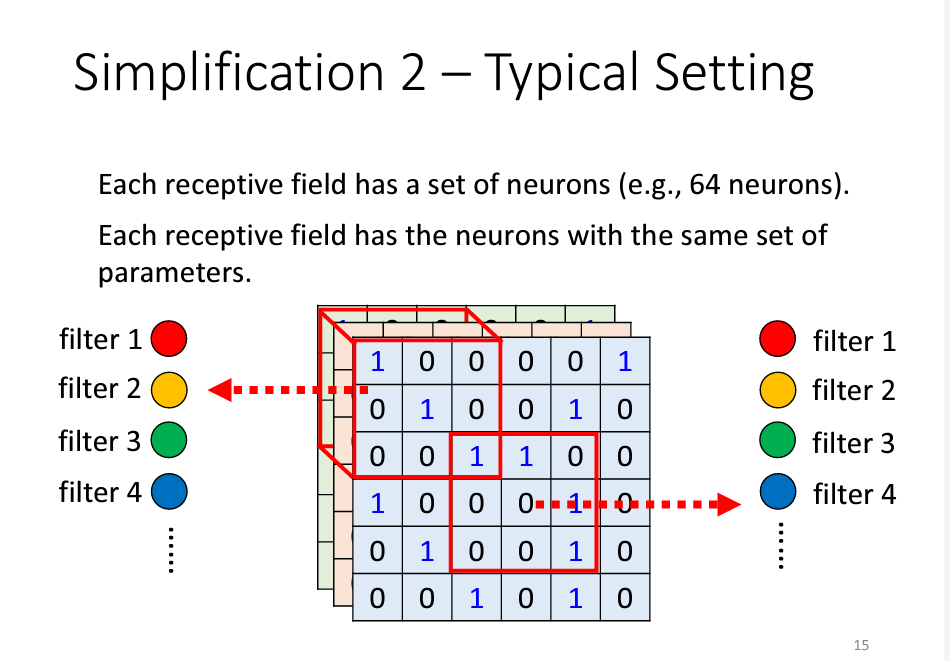 Simplification 2 – Typical Setting
Each receptive field has a set of neurons (e.g., 64 neurons).
Each receptive field has the neurons with the same set of
parameters.
filter 1
filter 2
filter 3
filter 4
1 0 0 0 0 1
0 1 0 0 1 0
0 0 1 1 0 0
1 0 0 0 1 0
0 1 0 0 1 0
0 0 1 0 1 0
filter 1
filter 2
filter 3
filter 4
15